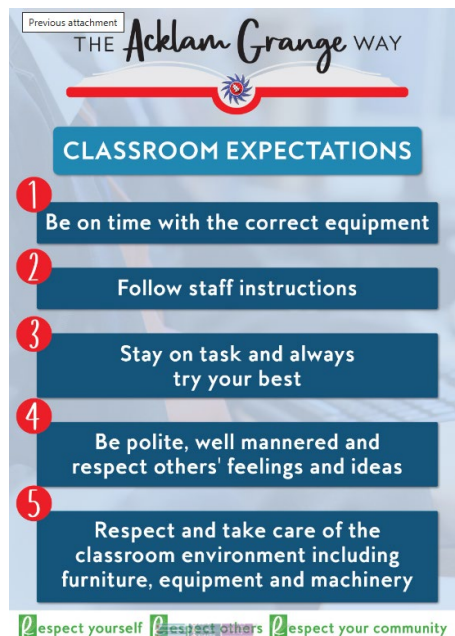 Previous attachment
THE Acklam Grange WAY
CLASSROOM EXPECTATIONS
1
Be on time with the correct equipment
2
Follow staff instructions
3
Stay on task and always
try your best
4
Be polite, well mannered and
respect others' feelings and ideas
5
Respect and take care of the
classroom environment including
furniture, equipment and machinery
Respect yourself Respect others Respect your community